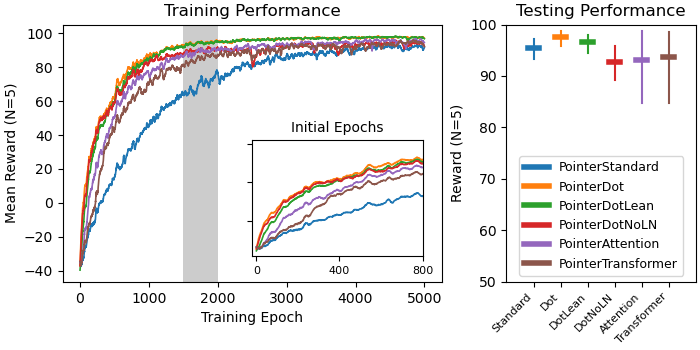 Training Performance
Mean Reward (N=5)
100
80
60
40
20
0
−20
−40
0
1000
2000
3000
4000
5000
Training Epoch
Initial Epochs
0
400
800
Testing Performance
Reward (N=5)
100
90
80
70
60
50
PointerStandard
PointerDot
PointerDotLean
PointerDotNoLN
PointerAttention
PointerTransformer
Standard
Dot
DotLean
DotNoLN
Attention
Transformer